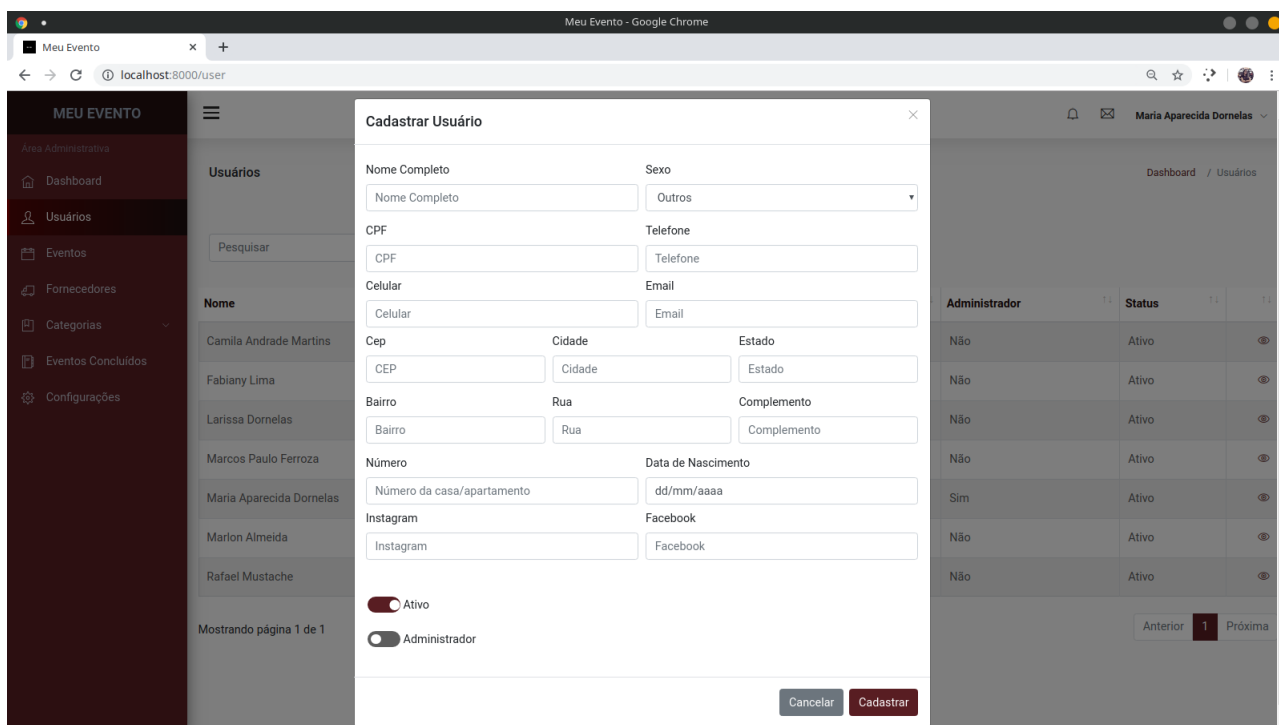 Meu Evento - Google Chrome
Meu Evento
localhost:8000/user
MEU EVENTO
Maria Aparecida Dornelas
Área Administrativa
Dashboard
Usuários
Eventos
Fornecedores
Categorias
Eventos Concluídos
Configurações
Usuários
Dashboard / Usuários
Pesquisar
Nome Administrador Status
Camila Andrade Martins Não Ativo
Fabiany Lima Não Ativo
Larissa Dornelas Não Ativo
Marcos Paulo Ferroza Não Ativo
Maria Aparecida Dornelas Sim Ativo
Marlon Almeida Não Ativo
Rafael Mustache Não Ativo
Mostrando página 1 de 1
Anterior 1 Próxima
Cadastrar Usuário
Nome Completo Sexo
Nome Completo Outros
CPF Telefone
CPF Telefone
Celular Email
Celular Email
Cep Cidade Estado
CEP Cidade Estado
Bairro Rua Complemento
Bairro Rua Complemento
Número Data de Nascimento
Número da casa/apartamento dd/mm/aaaa
Instagram Facebook
Instagram Facebook
Ativo
Administrador
Cancelar Cadastrar